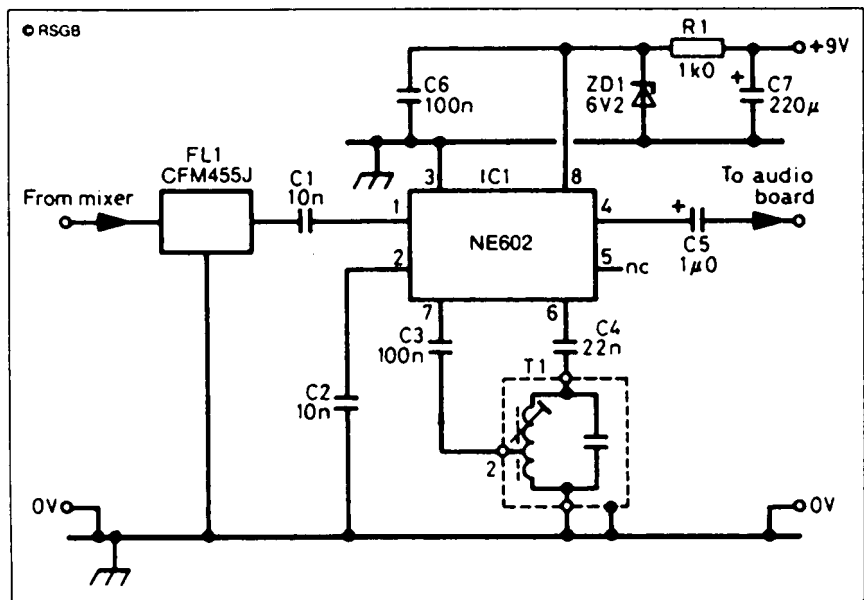 © RSGB
R1
1k0
+9V
C6
100n
ZD1
6V2
+
C7
220µ
FL1
CFM455J
From mixer
C1
10n
3
IC1
8
1
4
NE602
2
5
nc
7
6
+
C5
1µ0
To audio
board
C3
100n
C4
22n
T1
C2
10n
2
0V
0V